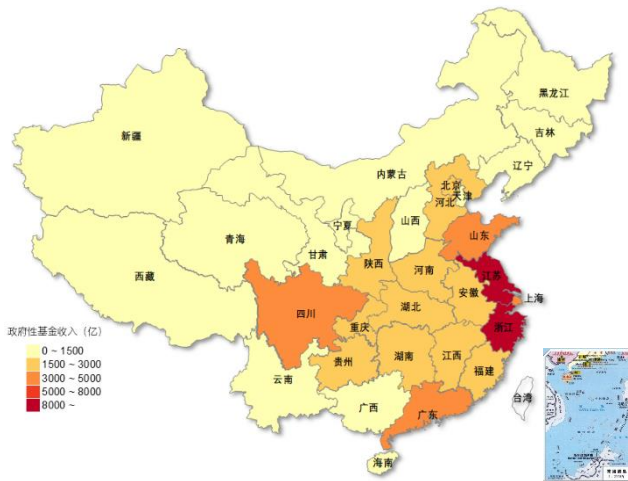 黑龙江
吉林
辽宁
新疆
内蒙古
北京
天津
河北
山西
宁夏
山东
青海
甘肃
陕西
河南
江苏
西藏
安徽
上海
四川
湖北
重庆
浙江
贵州
湖南
江西
福建
云南
广西
广东
台湾
海南
政府性基金收入（亿）
0 ~ 1500
1500 ~ 3000
3000 ~ 5000
5000 ~ 8000
8000 ~